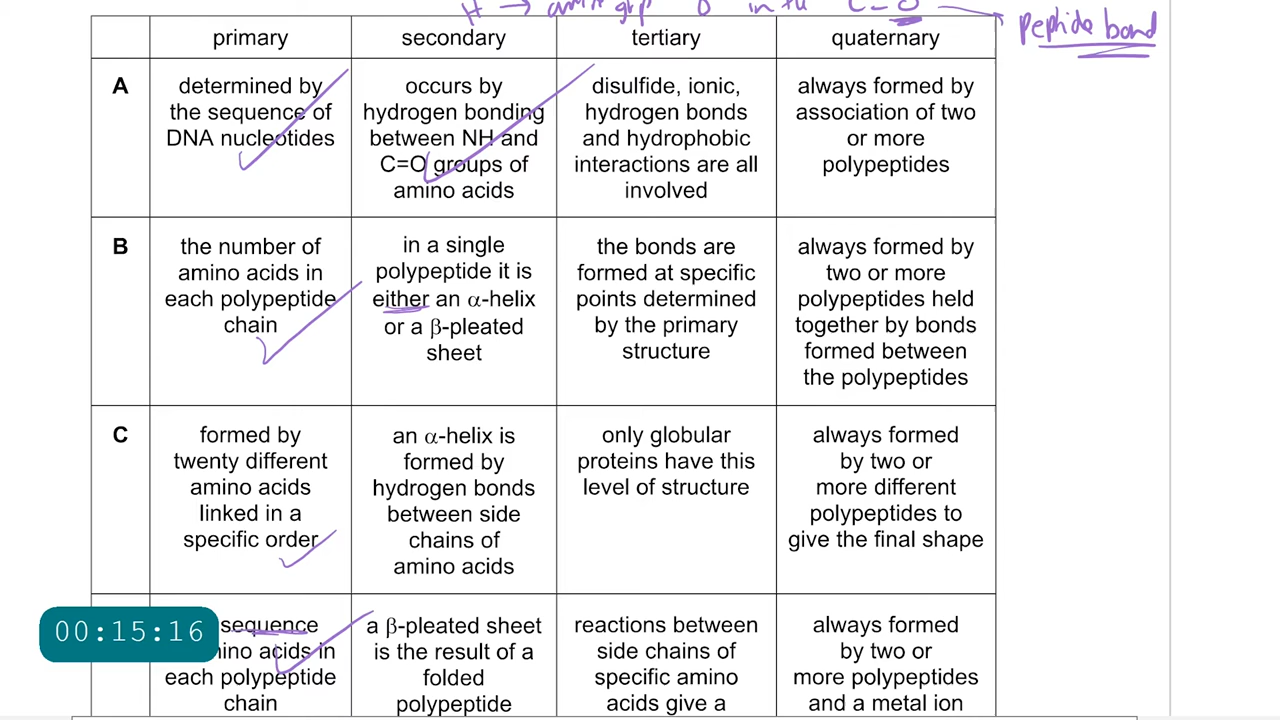 H → amine grp O in the C=O
peptide bond
primary secondary tertiary quaternary
A
determined by
the sequence of
DNA nucleotides
occurs by
hydrogen bonding
between NH and
C=O groups of
amino acids
disulfide, ionic,
hydrogen bonds
and hydrophobic
interactions are all
involved
always formed by
association of two
or more
polypeptides
B
the number of
amino acids in
each polypeptide
chain
in a single
polypeptide it is
either an α-helix
or a β-pleated
sheet
the bonds are
formed at specific
points determined
by the primary
structure
always formed by
two or more
polypeptides held
together by bonds
formed between
the polypeptides
C
formed by
twenty different
amino acids
linked in a
specific order
an α-helix is
formed by
hydrogen bonds
between side
chains of
amino acids
only globular
proteins have this
level of structure
always formed
by two or
more different
polypeptides to
give the final shape
00:15:16
sequence
acids in
each polypeptide
chain
a β-pleated sheet
is the result of a
folded
polypeptide
reactions between
side chains of
specific amino
acids give a
always formed
by two or
more polypeptides
and a metal ion